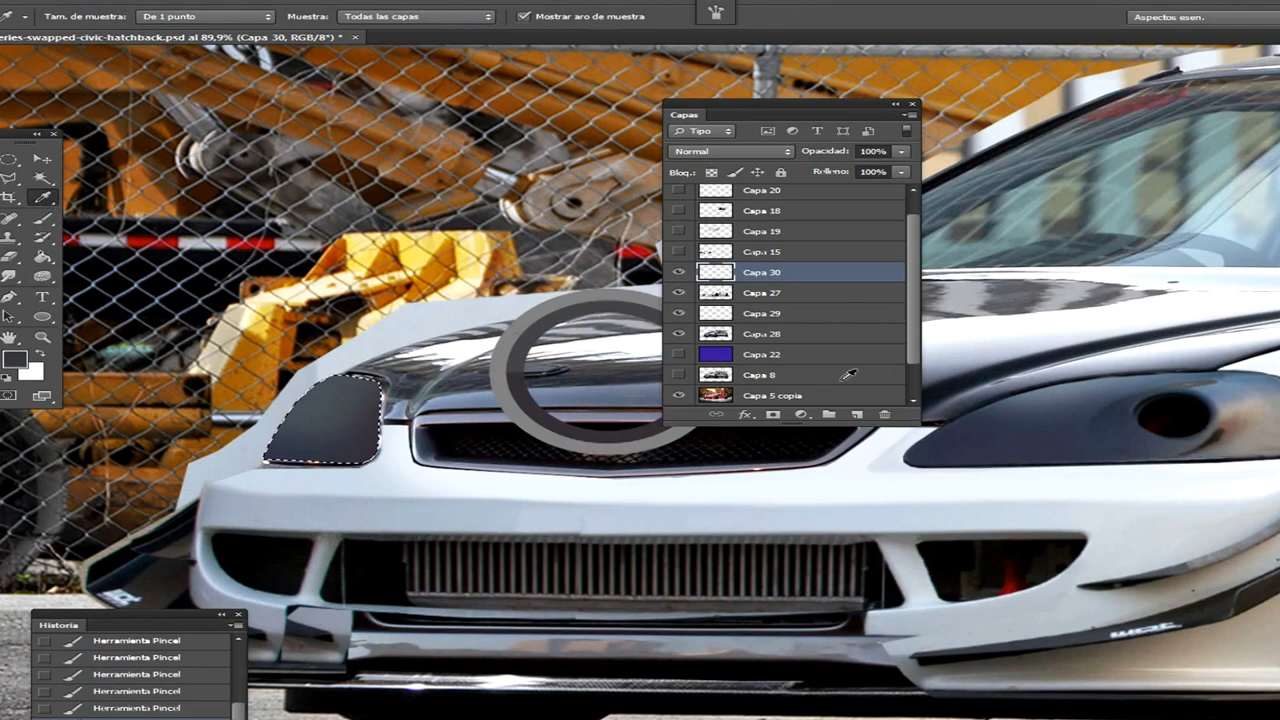 Tam. de muestra: De 1 punto Muestra: Todas las capas Mostrar aro de muestra Aspectos esen.
eries-swapped-civic-hatchback.psd al 89,9% (Capa 30, RGB/8*) * ×
Capas
Tipo T
Normal Opacidad: 100%
Bloq.: Relleno: 100%
Capa 20
Capa 18
Capa 19
Capa 15
Capa 30
Capa 27
Capa 29
Capa 28
Capa 22
Capa 8
Capa 5 copia
fx
Historia
Herramienta Pincel
Herramienta Pincel
Herramienta Pincel
Herramienta Pincel
Herramienta Pincel